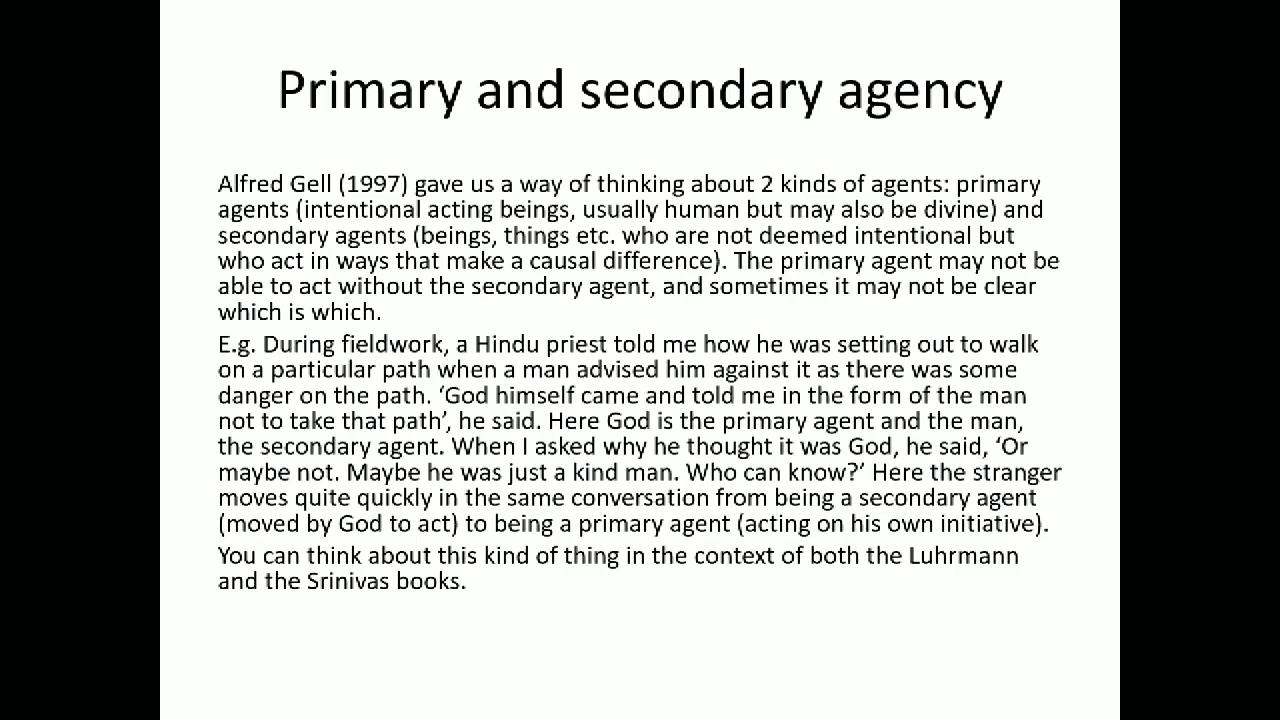 Primary and secondary agency
Alfred Gell (1997) gave us a way of thinking about 2 kinds of agents: primary
agents (intentional acting beings, usually human but may also be divine) and
secondary agents (beings, things etc. who are not deemed intentional but
who act in ways that make a causal difference). The primary agent may not be
able to act without the secondary agent, and sometimes it may not be clear
which is which.
E.g. During fieldwork, a Hindu priest told me how he was setting out to walk
on a particular path when a man advised him against it as there was some
danger on the path. ‘God himself came and told me in the form of the man
not to take that path’, he said. Here God is the primary agent and the man,
the secondary agent. When I asked why he thought it was God, he said, ‘Or
maybe not. Maybe he was just a kind man. Who can know?’ Here the stranger
moves quite quickly in the same conversation from being a secondary agent
(moved by God to act) to being a primary agent (acting on his own initiative).
You can think about this kind of thing in the context of both the Luhrmann
and the Srinivas books.